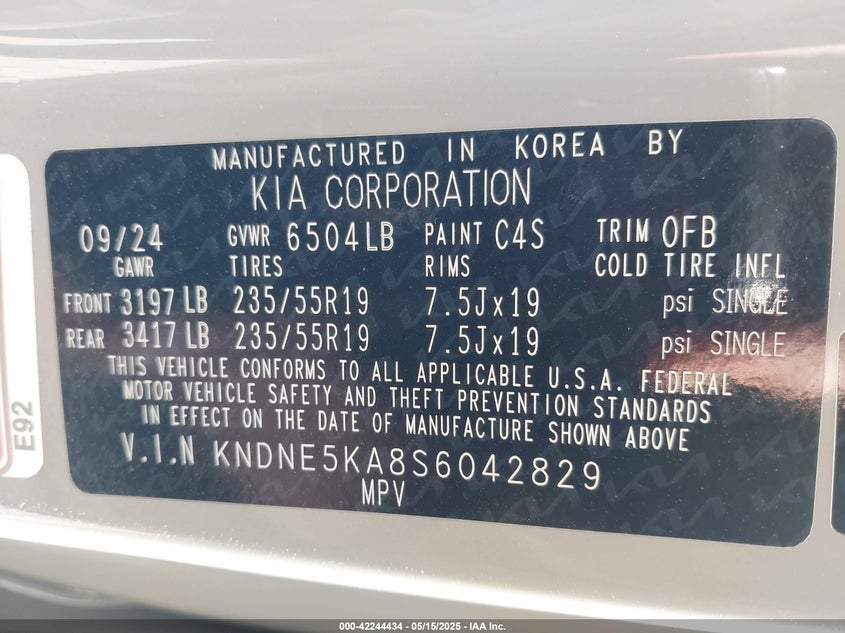 MANUFACTURED IN KOREA BY
KIA CORPORATION
09/24 GVWR 6504LB PAINT C4S TRIM OFB
GAWR TIRES RIMS COLD TIRE INFL
FRONT 3197 LB 235/55R19 7.5Jx19 psi SINGLE
REAR 3417 LB 235/55R19 7.5Jx19 psi SINGLE
THIS VEHICLE CONFORMS TO ALL APPLICABLE U.S.A. FEDERAL
MOTOR VEHICLE SAFETY AND THEFT PREVENTION STANDARDS
IN EFFECT ON THE DATE OF MANUFACTURE SHOWN ABOVE
V.I.N KNDNE5KA8S6042829
MPV
E92
000-42244434 - 05/15/2025 - IAA Inc.